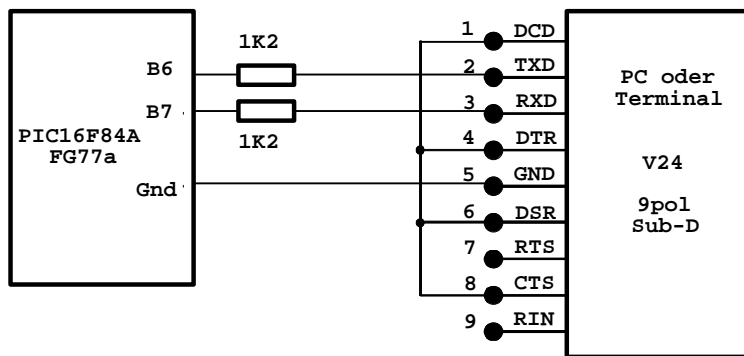 PIC16F84A
FG77a
B6
B7
Gnd
1K2
1K2
1 DCD
2 TXD
3 RXD
4 DTR
5 GND
6 DSR
7 RTS
8 CTS
9 RIN
PC oder
Terminal
V24
9pol
Sub-D